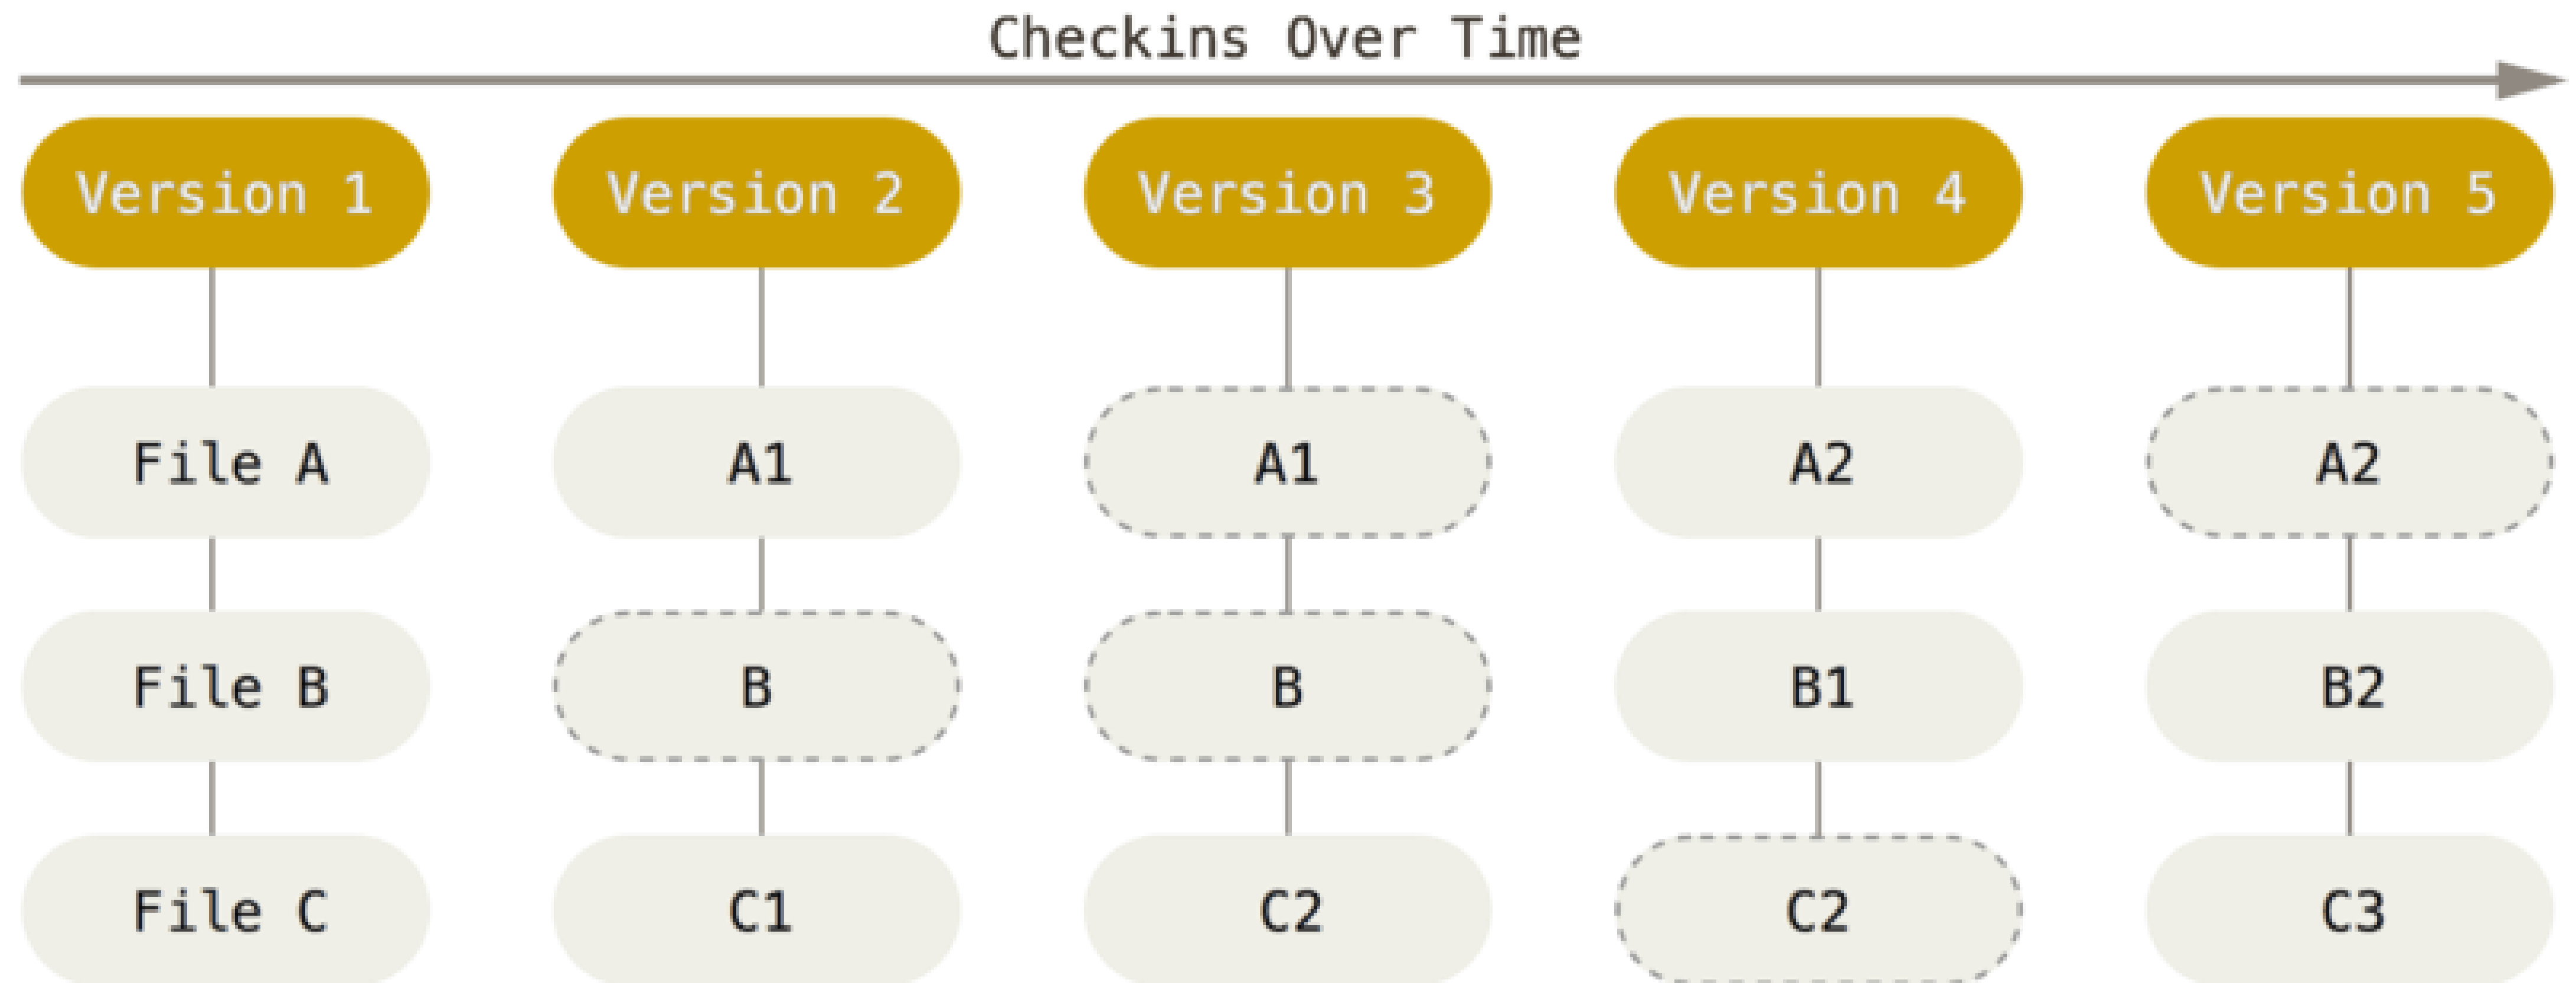 Checkins Over Time
Version 1 Version 2 Version 3 Version 4 Version 5
File A A1 A1 A2 A2
File B B B B1 B2
File C C1 C2 C2 C3